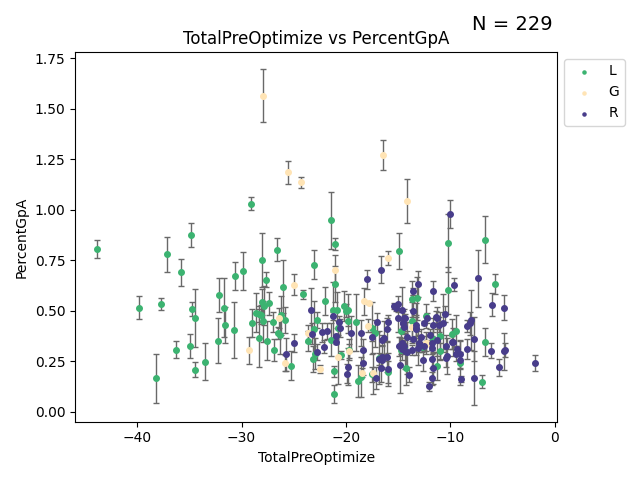 N = 229
TotalPreOptimize vs PercentGpA
1.75
1.50
1.25
1.00
0.75
0.50
0.25
0.00
PercentGpA
−40
−30
−20
−10
0
TotalPreOptimize
L
G
R